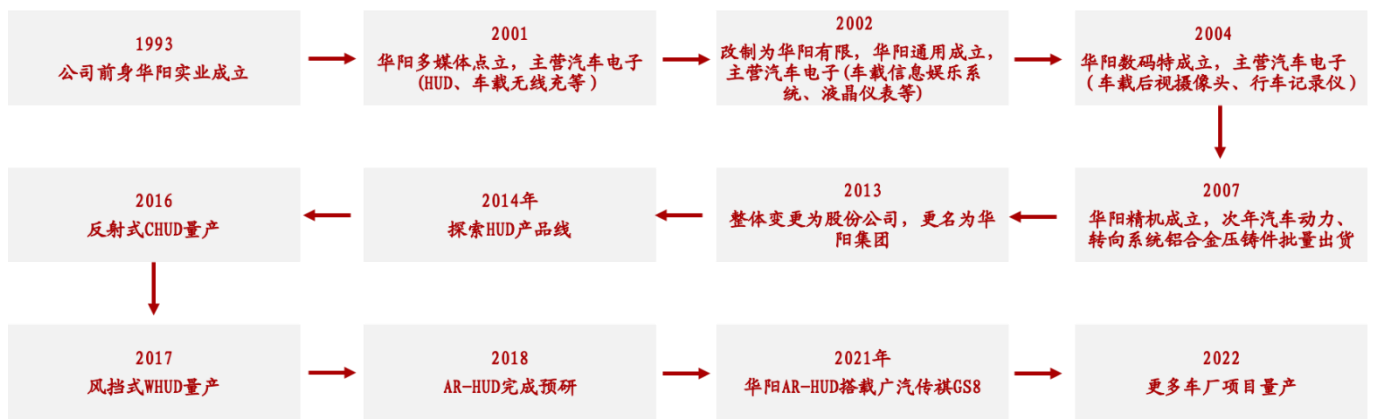 1993
公司前身华阳实业成立
2001
华阳多媒体点立，主营汽车电子
(HUD、车载无线充等）
2002
改制为华阳有限，华阳通用成立，
主营汽车电子(车载信息娱乐系
统、液晶仪表等)
2004
华阳数码特成立，主营汽车电子
（车载后视摄像头、行车记录仪）
2007
华阳精机成立，次年汽车动力、
转向系统铝合金压铸件批量出货
2013
整体变更为股份公司，更名为华
阳集团
2014年
探索HUD产品线
2016
反射式CHUD量产
2017
风挡式WHUD量产
2018
AR-HUD完成预研
2021年
华阳AR-HUD搭载广汽传祺GS8
2022
更多车厂项目量产